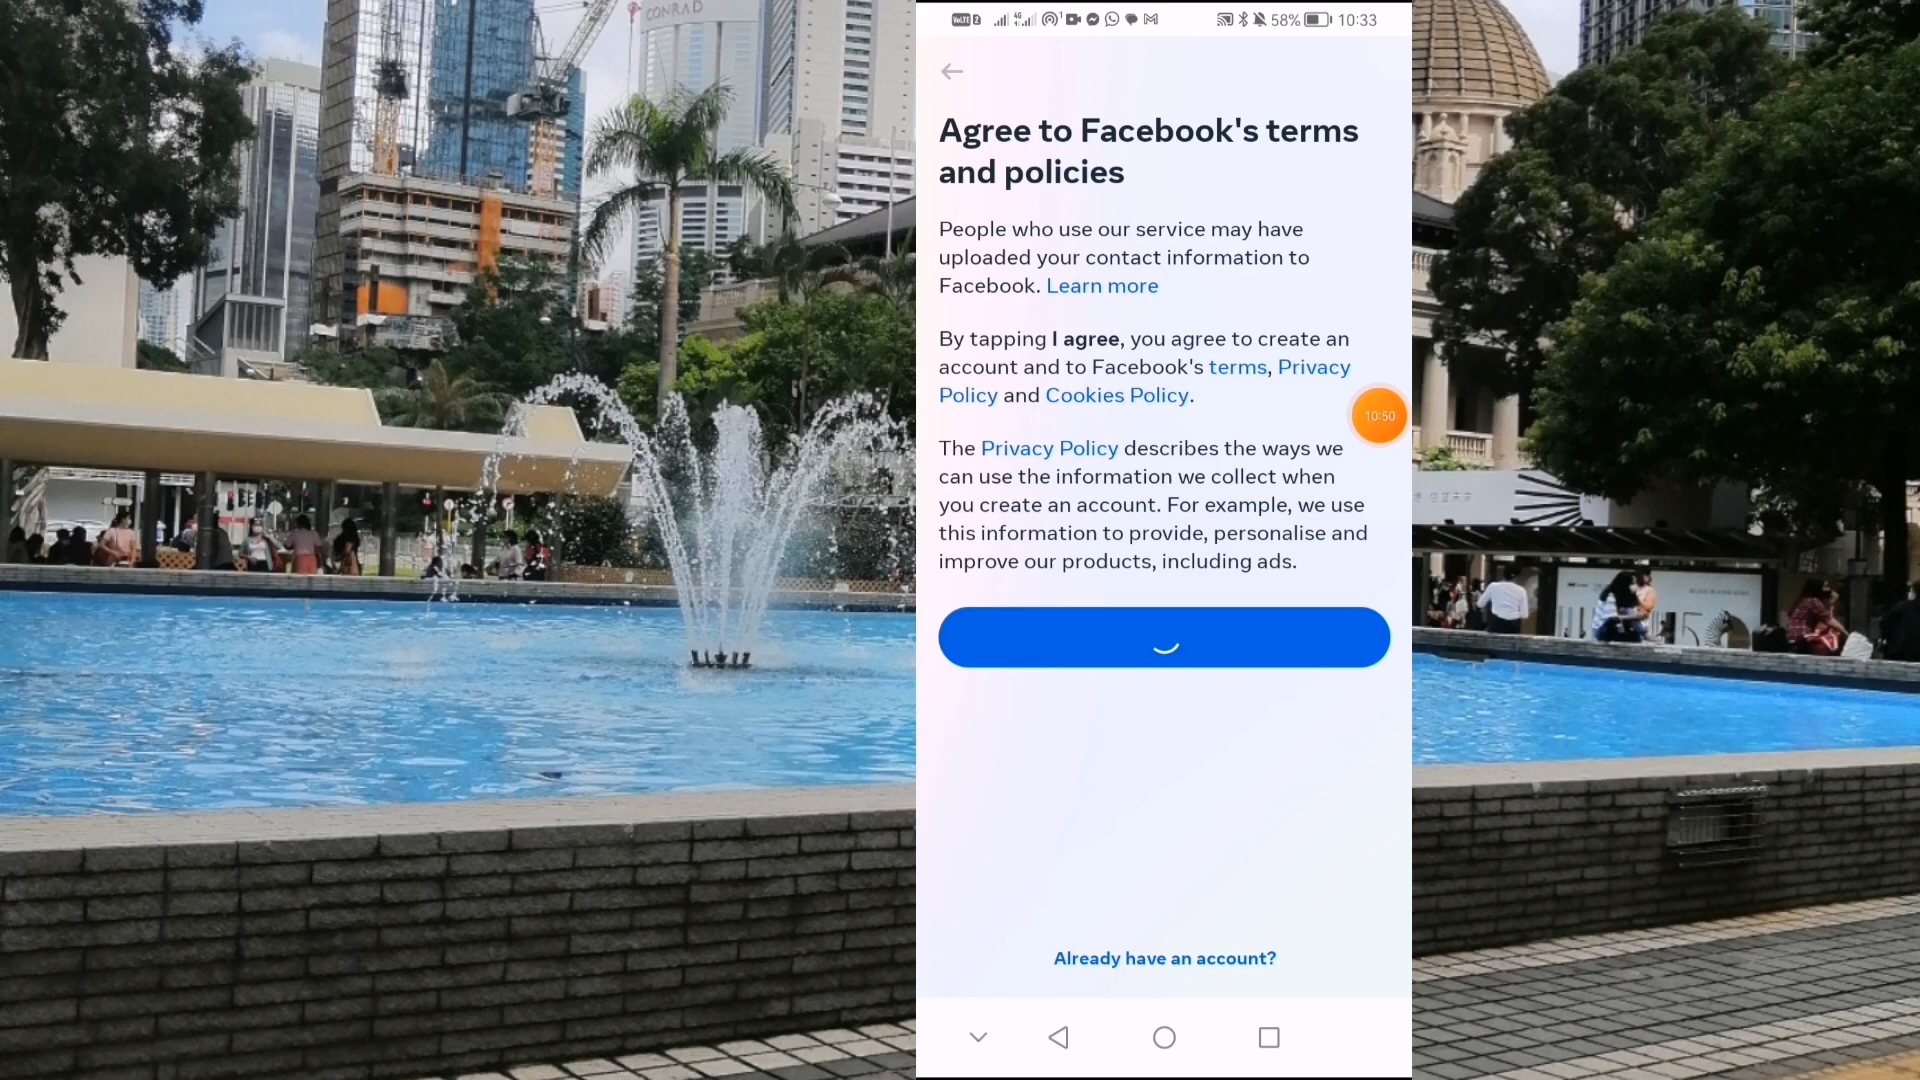 CONRAD
VoLTE 2
4G
58%
10:33
Agree to Facebook's terms
and policies
People who use our service may have
uploaded your contact information to
Facebook. Learn more
By tapping I agree, you agree to create an
account and to Facebook's terms, Privacy
Policy and Cookies Policy.
10:50
The Privacy Policy describes the ways we
can use the information we collect when
you create an account. For example, we use
this information to provide, personalise and
improve our products, including ads.
Already have an account?